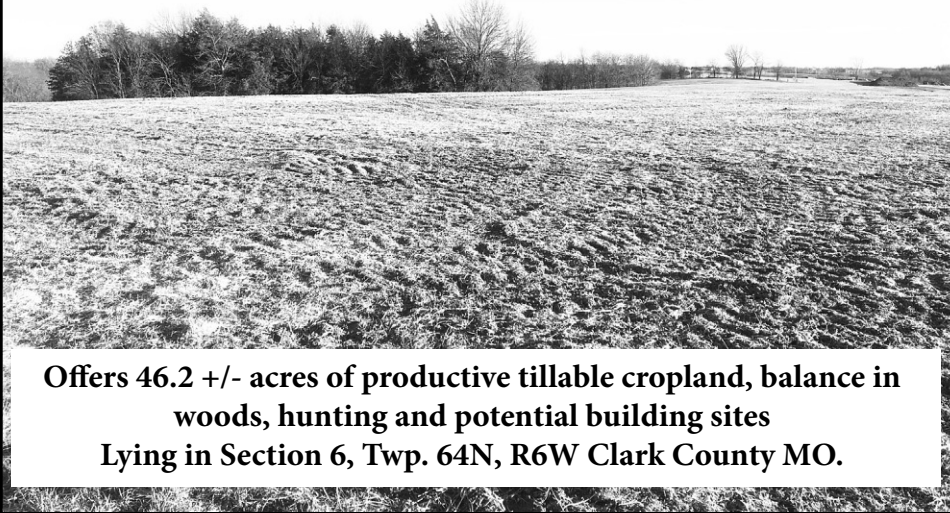 Offers 46.2 +/- acres of productive tillable cropland, balance in
woods, hunting and potential building sites
Lying in Section 6, Twp. 64N, R6W Clark County MO.